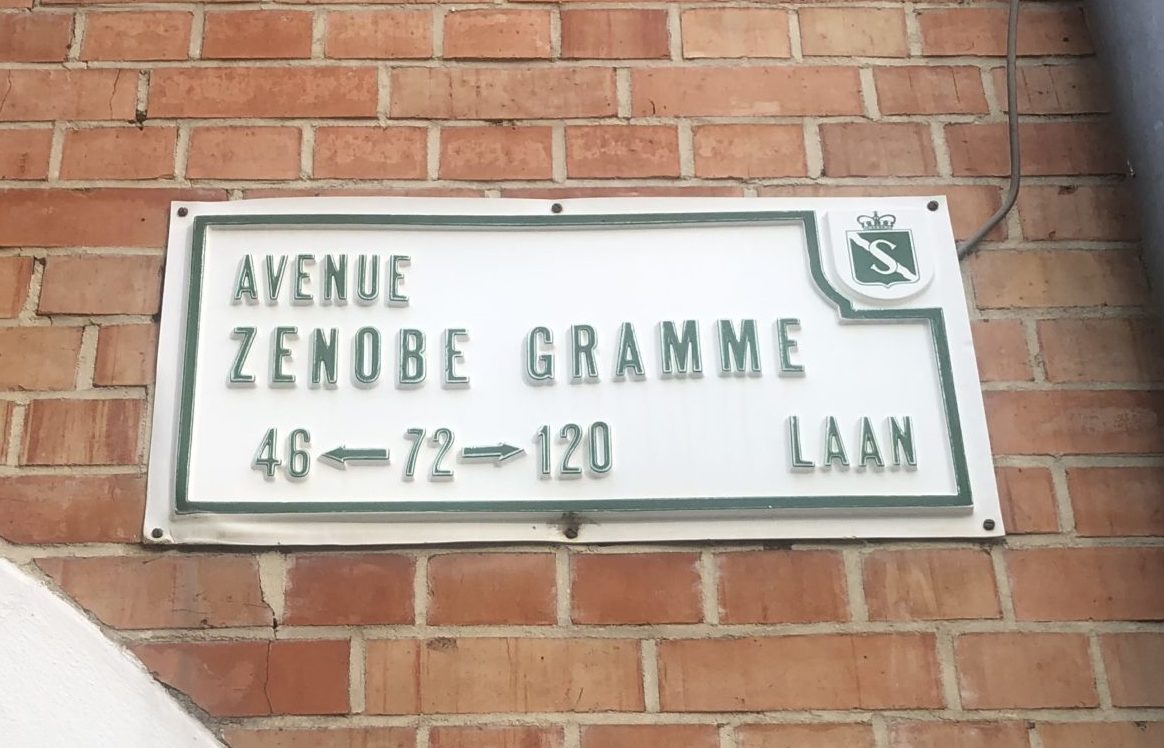 S
AVENUE
ZENOBE GRAMME
46 ← 72 → 120 LAAN